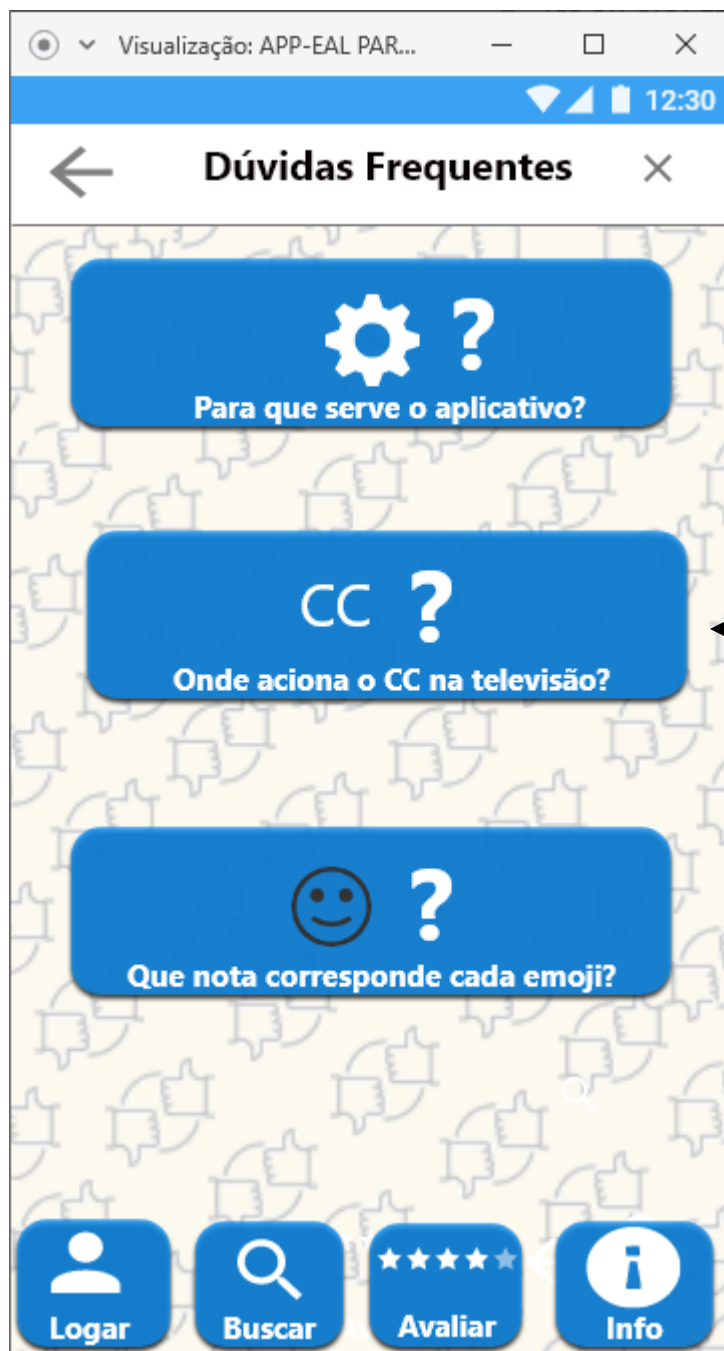 Visualização: APP-EAL PAR...
12:30
Dúvidas Frequentes
?
Para que serve o aplicativo?
CC ?
Onde aciona o CC na televisão?
?
Que nota corresponde cada emoji?
Logar
Buscar
Avaliar
Info